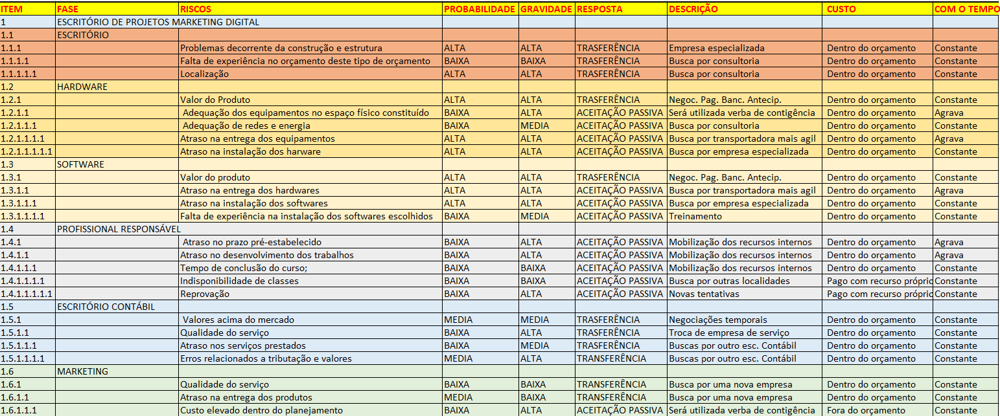 ITEM FASE RISCOS PROBABILIDADE GRAVIDADE RESPOSTA DESCRIÇÃO CUSTO COM O TEMPO
1 ESCRITÓRIO DE PROJETOS MARKETING DIGITAL
1.1 ESCRITÓRIO
1.1.1 Problemas decorrente da construção e estrutura ALTA ALTA TRASFERÊNCIA Empresa especializada Dentro do orçamento Constante
1.1.1.1 Falta de experiência no orçamento deste tipo de orçamento BAIXA BAIXA TRASFERÊNCIA Busca por consultoria Dentro do orçamento Constante
1.1.1.1.1 Localização ALTA ALTA TRASFERÊNCIA Busca por consultoria Dentro do orçamento Constante
1.2 HARDWARE
1.2.1 Valor do Produto ALTA ALTA TRASFERÊNCIA Negoc. Pag. Banc. Antecip. Dentro do orçamento Constante
1.2.1.1 Adequação dos equipamentos no espaço físico constituído BAIXA ALTA ACEITAÇÃO PASSIVA Será utilizada verba de contigência Dentro do orçamento Agrava
1.2.1.1.1 Adequação de redes e energia BAIXA MEDIA ACEITAÇÃO PASSIVA Busca por consultoria Dentro do orçamento Constante
1.2.1.1.1.1 Atraso na entrega dos equipamentos ALTA ALTA ACEITAÇÃO PASSIVA Busca por transportadora mais agil Dentro do orçamento Agrava
1.2.1.1.1.1.1 Atraso na instalação dos harware ALTA ALTA ACEITAÇÃO PASSIVA Busca por empresa especializada Dentro do orçamento Constante
1.3 SOFTWARE
1.3.1 Valor do produto ALTA ALTA TRASFERÊNCIA Negoc. Pag. Banc. Antecip. Dentro do orçamento Constante
1.3.1.1 Atraso na entrega dos hardwares ALTA ALTA ACEITAÇÃO PASSIVA Busca por transportadora mais agil Dentro do orçamento Agrava
1.3.1.1.1 Atraso na instalação dos softwares ALTA ALTA ACEITAÇÃO PASSIVA Busca por empresa especializada Dentro do orçamento Constante
1.3.1.1.1.1 Falta de experiência na instalação dos softwares escolhidos BAIXA MEDIA ACEITAÇÃO PASSIVA Treinamento Dentro do orçamento Constante
1.4 PROFISSIONAL RESPONSÁVEL
1.4.1 Atraso no prazo pré-estabelecido BAIXA ALTA ACEITAÇÃO PASSIVA Mobilização dos recursos internos Dentro do orçamento Agrava
1.4.1.1 Atraso no desenvolvimento dos trabalhos BAIXA ALTA ACEITAÇÃO PASSIVA Mobilização dos recursos internos Dentro do orçamento Agrava
1.4.1.1.1 Tempo de conclusão do curso; BAIXA BAIXA ACEITAÇÃO PASSIVA Mobilização dos recursos internos Dentro do orçamento Constante
1.4.1.1.1.1 Indisponibilidade de classes BAIXA BAIXA ACEITAÇÃO PASSIVA Busca por outras localidades Pago com recurso próprio Constante
1.4.1.1.1.1.1 Reprovação BAIXA ALTA ACEITAÇÃO PASSIVA Novas tentativas Pago com recurso próprio Constante
1.5 ESCRITÓRIO CONTÁBIL
1.5.1 Valores acima do mercado MEDIA MEDIA TRASFERÊNCIA Negociações temporais Dentro do orçamento Constante
1.5.1.1 Qualidade do serviço BAIXA ALTA TRASFERÊNCIA Troca de empresa de serviço Dentro do orçamento Constante
1.5.1.1.1 Atraso nos serviços prestados BAIXA MEDIA TRASFERÊNCIA Buscas por outro esc. Contábil Dentro do orçamento Constante
1.5.1.1.1.1 Erros relacionados a tributação e valores MEDIA ALTA TRANSFERÊNCIA Buscas por outro esc. Contábil Dentro do orçamento Constante
1.6 MARKETING
1.6.1 Qualidade do serviço BAIXA BAIXA TRANSFERÊNCIA Busca por uma nova empresa Dentro do orçamento Constante
1.6.1.1 Atraso na entrega dos produtos MEDIA BAIXA TRANSFERÊNCIA Busca por uma nova empresa Dentro do orçamento Constante
1.6.1.1.1 Custo elevado dentro do planejamento BAIXA ALTA ACEITAÇÃO PASSIVA Será utilizada verba de contigência Fora do orçamento Constante